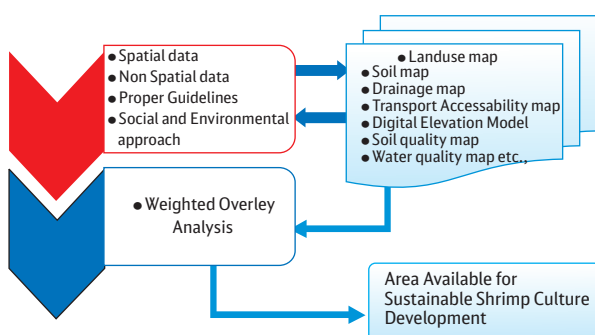 ● Spatial data
● Non Spatial data
● Proper Guidelines
● Social and Environmental
approach
● Landuse map
● Soil map
● Drainage map
● Transport Accessability map
● Digital Elevation Model
● Soil quality map
● Water quality map etc.,
● Weighted Overley
Analysis
Area Available for
Sustainable Shrimp Culture
Development